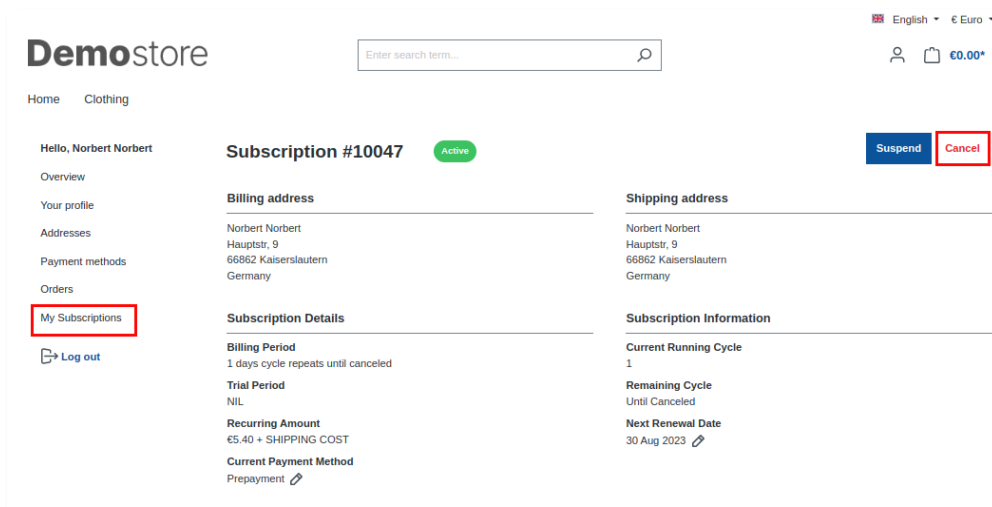 English € Euro
Demostore
Enter search term...
€0.00*
Home Clothing
Hello, Norbert Norbert
Overview
Your profile
Addresses
Payment methods
Orders
My Subscriptions
Log out
Subscription #10047 Active
Suspend Cancel
Billing address
Norbert Norbert
Hauptstr, 9
66862 Kaiserslautern
Germany
Shipping address
Norbert Norbert
Hauptstr, 9
66862 Kaiserslautern
Germany
Subscription Details
Billing Period
1 days cycle repeats until canceled
Trial Period
NIL
Recurring Amount
€5.40 + SHIPPING COST
Current Payment Method
Prepayment
Subscription Information
Current Running Cycle
1
Remaining Cycle
Until Canceled
Next Renewal Date
30 Aug 2023